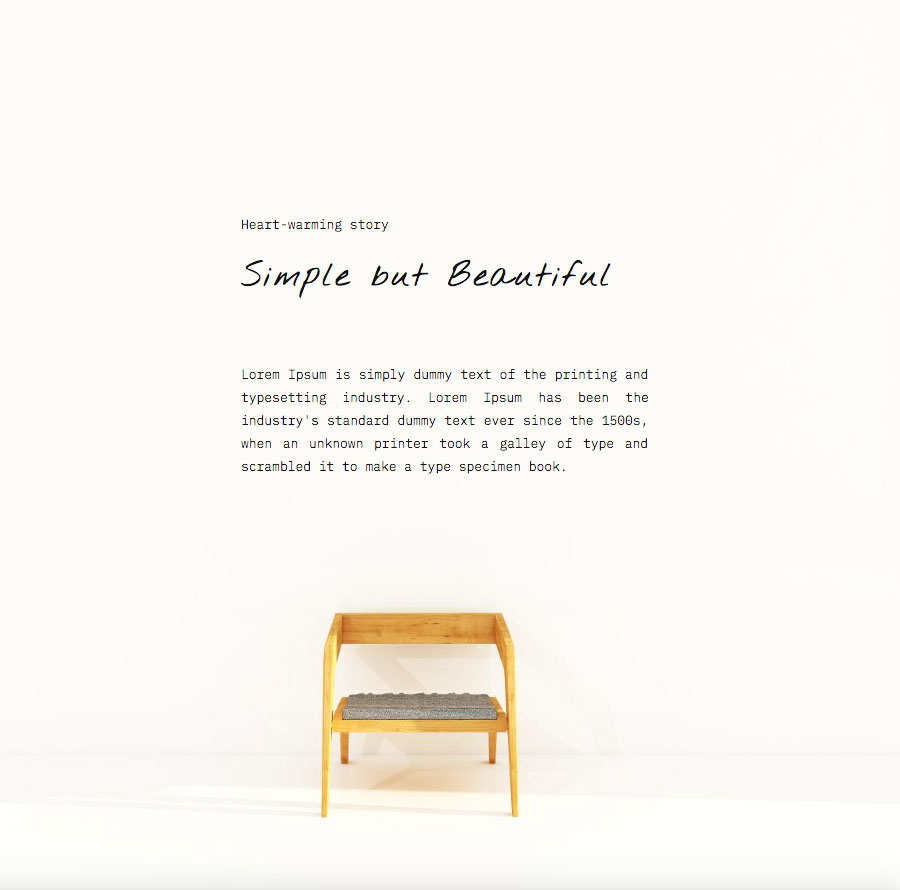 Heart-warming story
Simple but Beautiful
Lorem Ipsum is simply dummy text of the printing and
typesetting industry. Lorem Ipsum has been the
industry's standard dummy text ever since the 1500s,
when an unknown printer took a galley of type and
scrambled it to make a type specimen book.